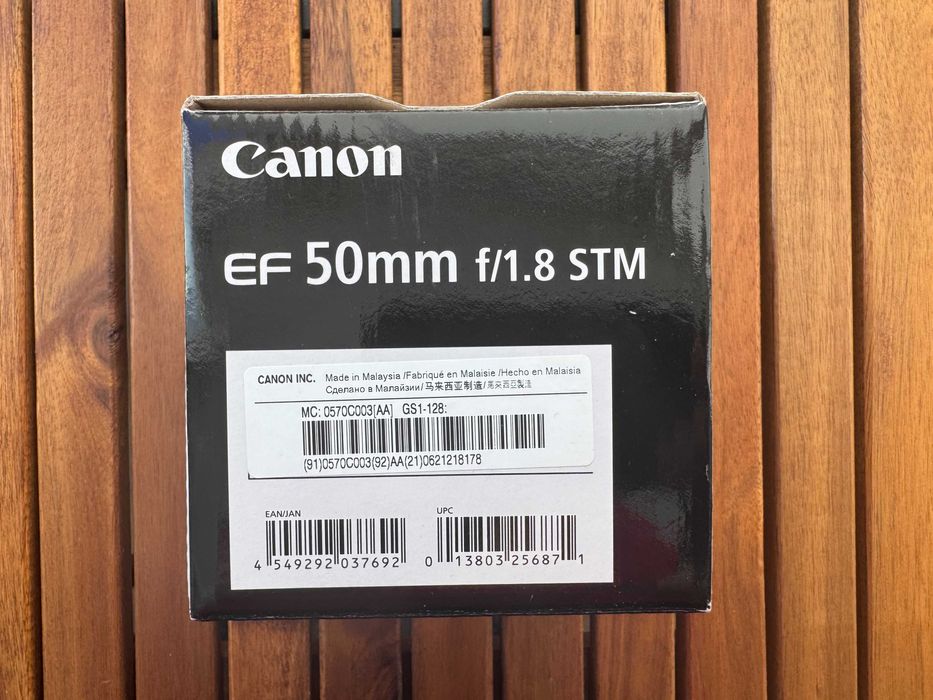 Canon
EF 50mm f/1.8 STM
CANON INC. Made in Malaysia /Fabriqué en Malaisie /Hecho en Malaisia
Сделано в Малайзии/马来西亚制造/馬來西亞製造
MC: 0570C003[AA] GS1-128:
(91)0570C003(92)AA(21)0621218178
EAN/JAN
4 549292 037692
UPC
0 13803 25687 1